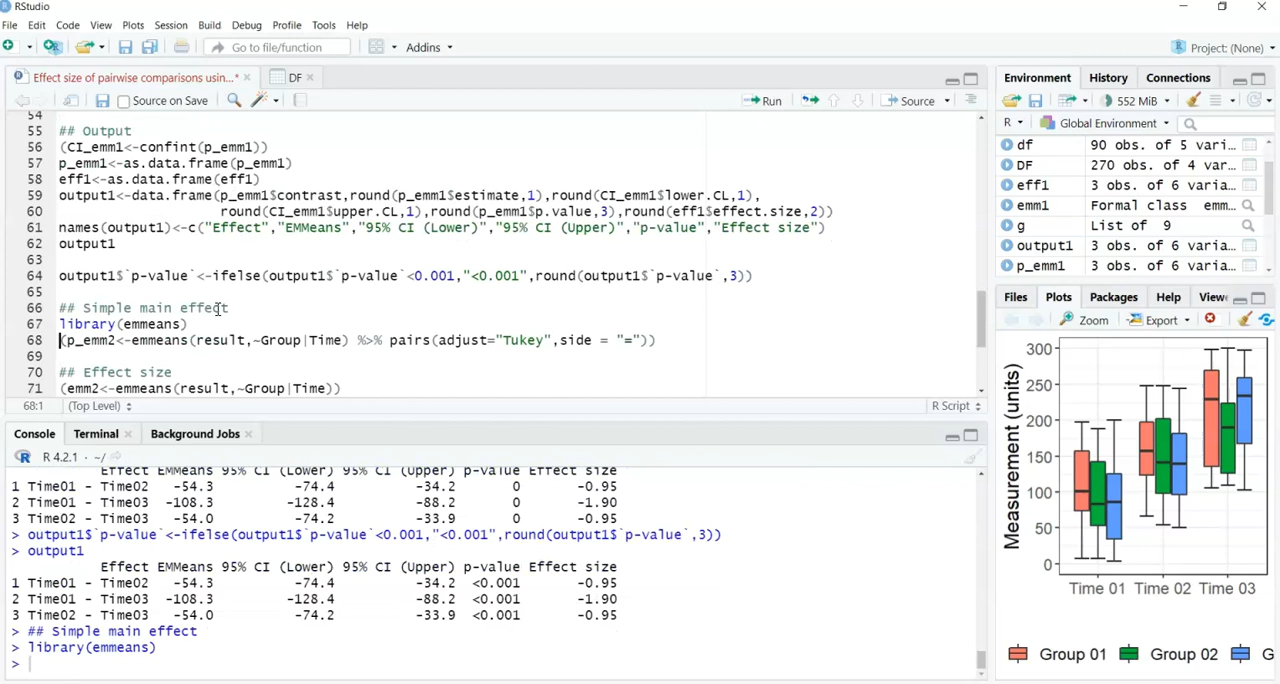 RStudio
File Edit Code View Plots Session Build Debug Profile Tools Help
Go to file/function Addins Project: (None)
Effect size of pairwise comparisons usin...* DF
Source on Save Run Source
54
55 ## Output
56 (CI_emm1<-confint(p_emm1))
57 p_emm1<-as.data.frame(p_emm1)
58 eff1<-as.data.frame(eff1)
59 output1<-data.frame(p_emm1$contrast,round(p_emm1$estimate,1),round(CI_emm1$lower.CL,1),
60 round(CI_emm1$upper.CL,1),round(p_emm1$p.value,3),round(eff1$effect.size,2))
61 names(output1)<-c("Effect","EMMeans","95% CI (Lower)","95% CI (Upper)","p-value","Effect size")
62 output1
63
64 output1$`p-value`<-ifelse(output1$`p-value`<0.001,"<0.001",round(output1$`p-value`,3))
65
66 ## Simple main effect
67 library(emmeans)
68 (p_emm2<-emmeans(result,~Group|Time) %>% pairs(adjust="Tukey",side = "="))
69
70 ## Effect size
71 (emm2<-emmeans(result,~Group|Time))
68:1 (Top Level) R Script
Console Terminal Background Jobs
R 4.2.1 · ~/
Effect EMMeans 95% CI (Lower) 95% CI (Upper) p-value Effect size
1 Time01 - Time02 -54.3 -74.4 -34.2 0 -0.95
2 Time01 - Time03 -108.3 -128.4 -88.2 0 -1.90
3 Time02 - Time03 -54.0 -74.2 -33.9 0 -0.95
> output1$`p-value`<-ifelse(output1$`p-value`<0.001,"<0.001",round(output1$`p-value`,3))
> output1
Effect EMMeans 95% CI (Lower) 95% CI (Upper) p-value Effect size
1 Time01 - Time02 -54.3 -74.4 -34.2 <0.001 -0.95
2 Time01 - Time03 -108.3 -128.4 -88.2 <0.001 -1.90
3 Time02 - Time03 -54.0 -74.2 -33.9 <0.001 -0.95
> ## Simple main effect
> library(emmeans)
>
Environment History Connections
552 MiB
R Global Environment
df 90 obs. of 5 vari...
DF 270 obs. of 4 var...
eff1 3 obs. of 6 varia...
emm1 Formal class emm...
g List of 9
output1 3 obs. of 6 varia...
p_emm1 3 obs. of 6 varia...
Files Plots Packages Help View
Zoom Export
Measurement (units)
300
250
200
150
100
50
0
Time 01 Time 02 Time 03
Group 01 Group 02 G